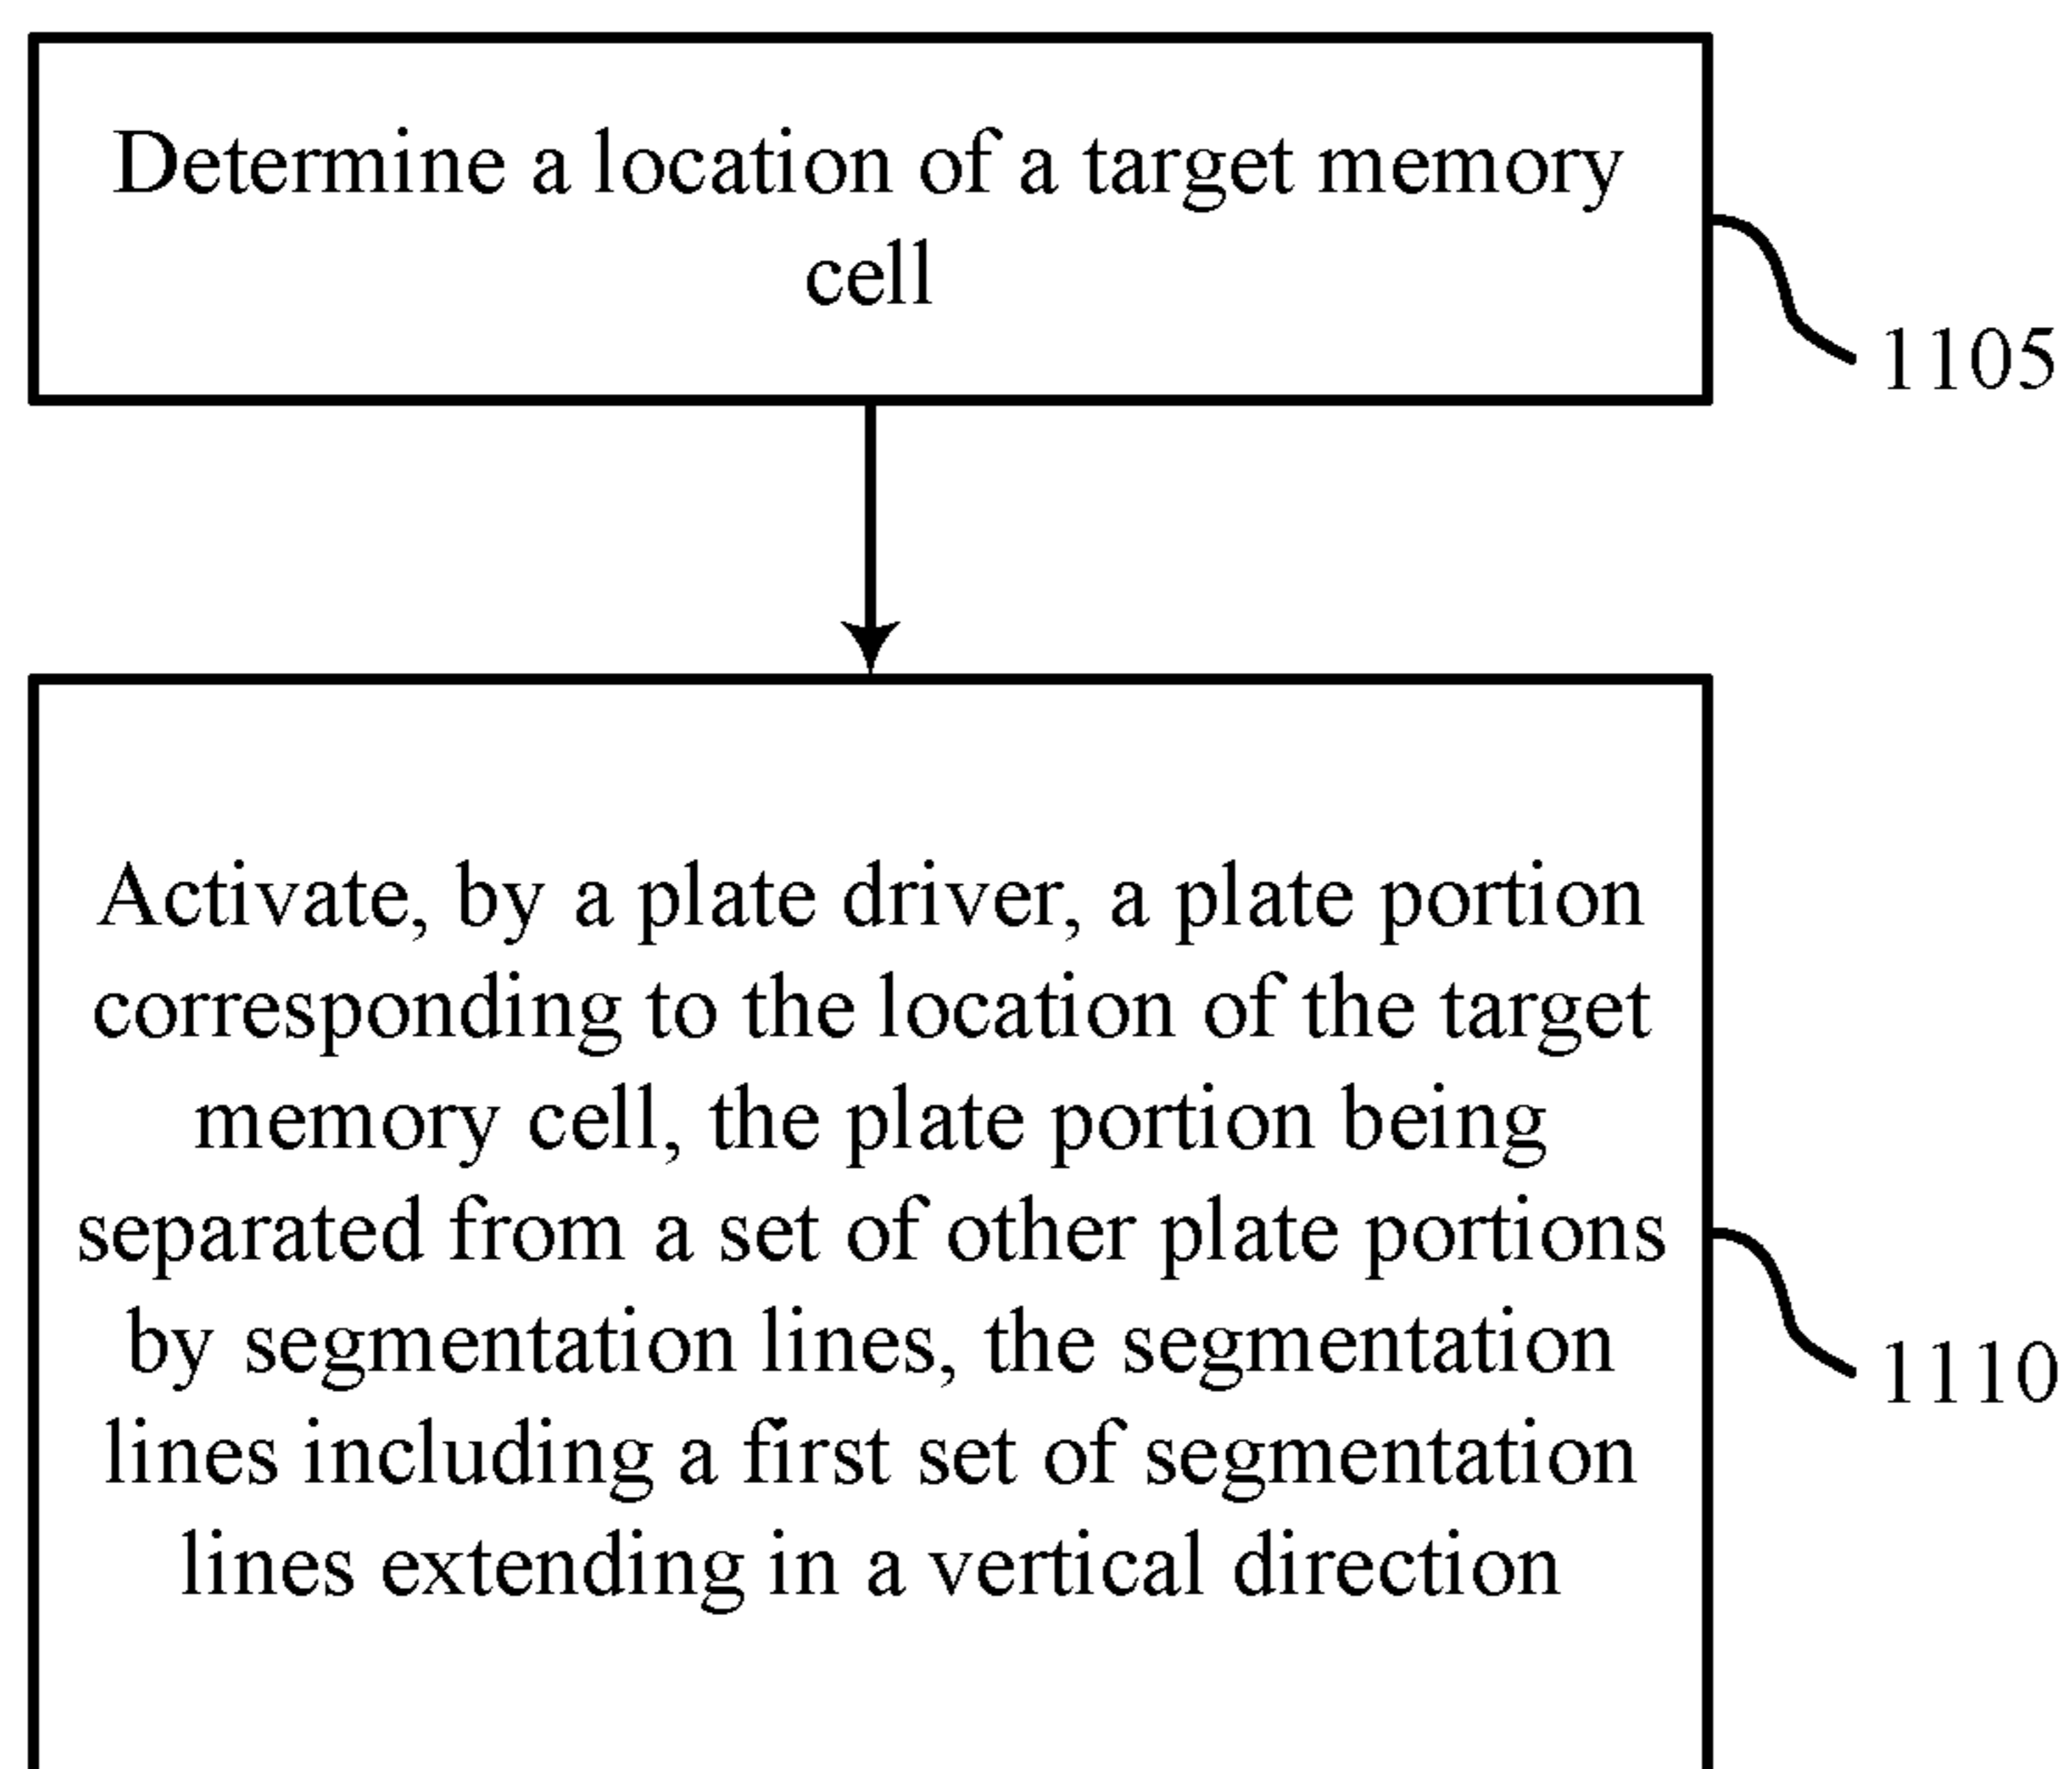 Determine a location of a target memory
cell
1105
Activate, by a plate driver, a plate portion
corresponding to the location of the target
memory cell, the plate portion being
separated from a set of other plate portions
by segmentation lines, the segmentation
lines including a first set of segmentation
lines extending in a vertical direction
1110